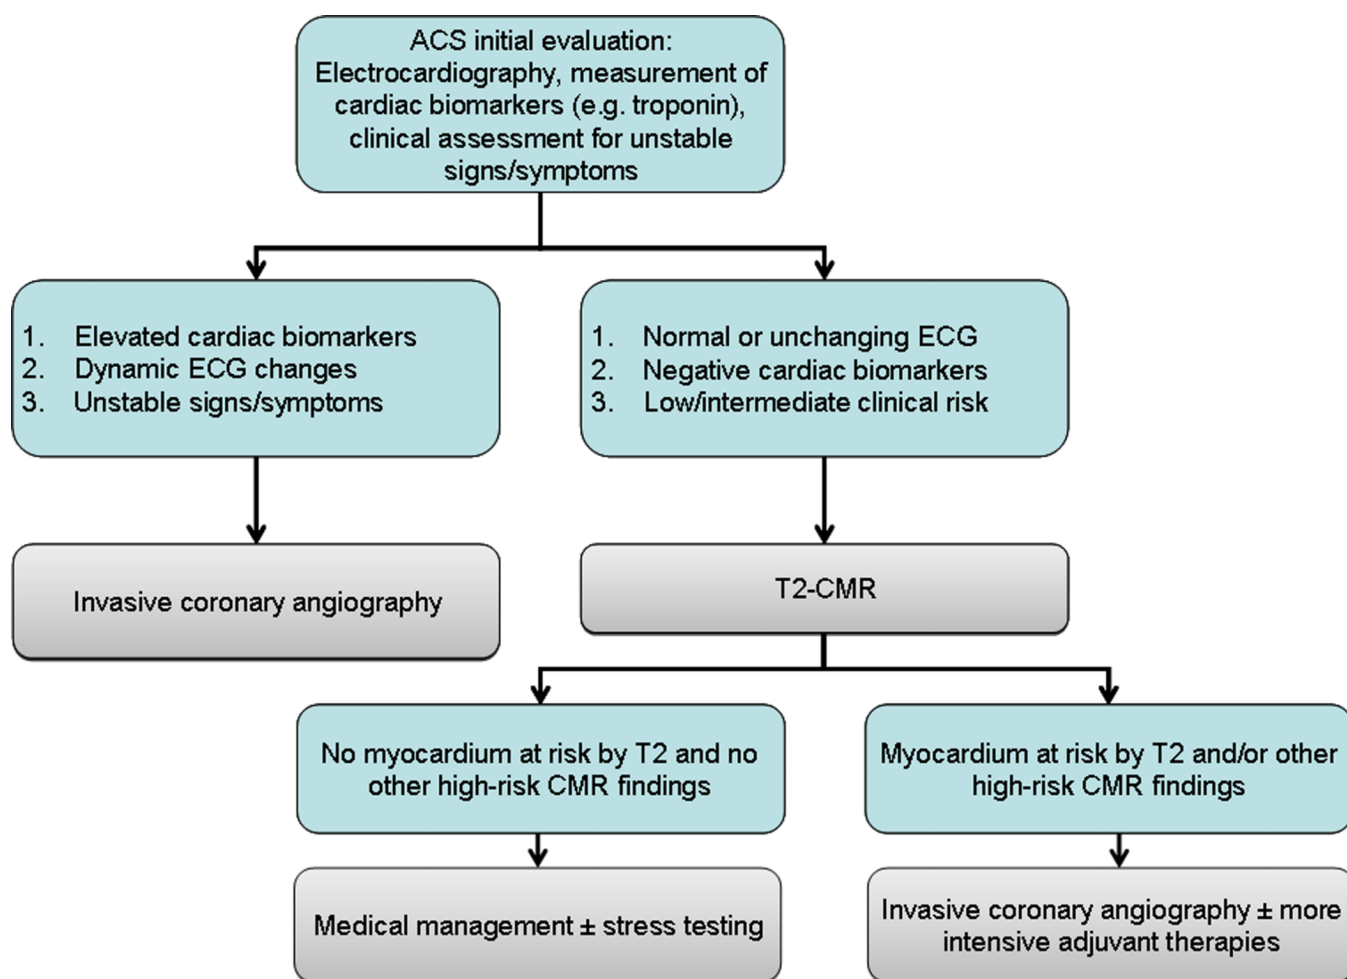 ACS initial evaluation:
Electrocardiography, measurement of
cardiac biomarkers (e.g. troponin),
clinical assessment for unstable
signs/symptoms
1. Elevated cardiac biomarkers
2. Dynamic ECG changes
3. Unstable signs/symptoms
1. Normal or unchanging ECG
2. Negative cardiac biomarkers
3. Low/intermediate clinical risk
Invasive coronary angiography
T2-CMR
No myocardium at risk by T2 and no
other high-risk CMR findings
Myocardium at risk by T2 and/or other
high-risk CMR findings
Medical management ± stress testing
Invasive coronary angiography ± more
intensive adjuvant therapies